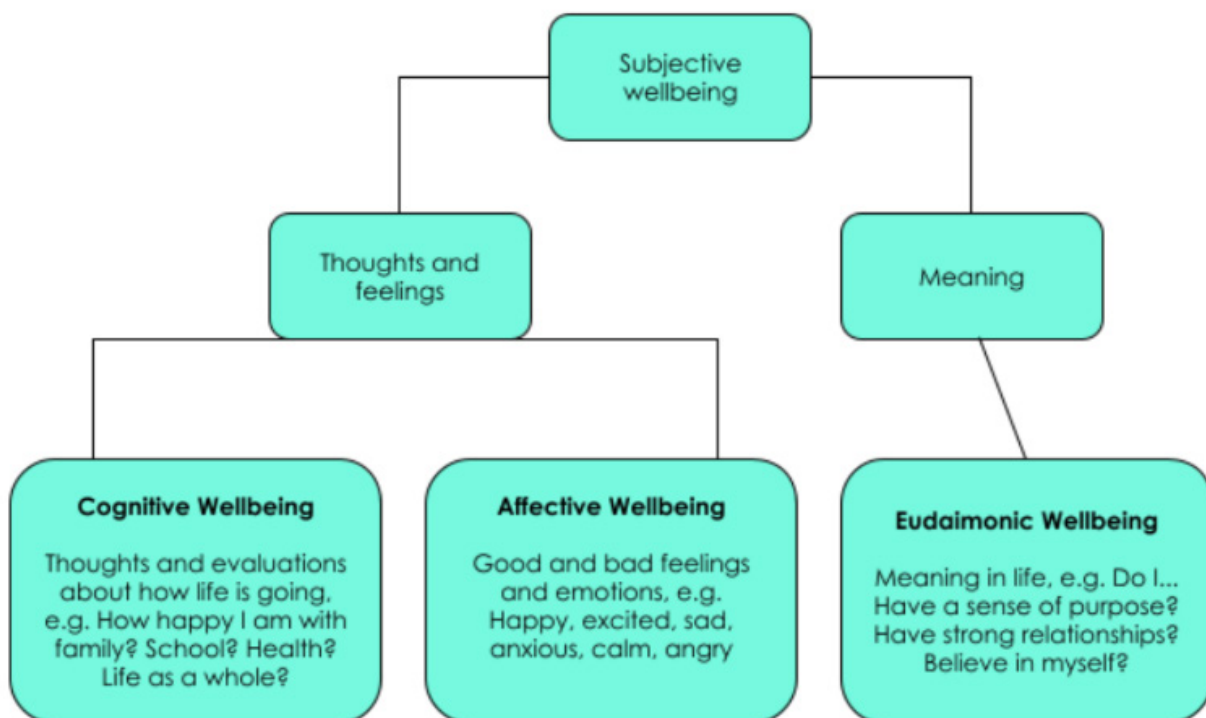 Subjective
wellbeing
Thoughts and
feelings
Meaning
Cognitive Wellbeing
Thoughts and evaluations
about how life is going,
e.g. How happy I am with
family? School? Health?
Life as a whole?
Affective Wellbeing
Good and bad feelings
and emotions, e.g.
Happy, excited, sad,
anxious, calm, angry
Eudaimonic Wellbeing
Meaning in life, e.g. Do I...
Have a sense of purpose?
Have strong relationships?
Believe in myself?